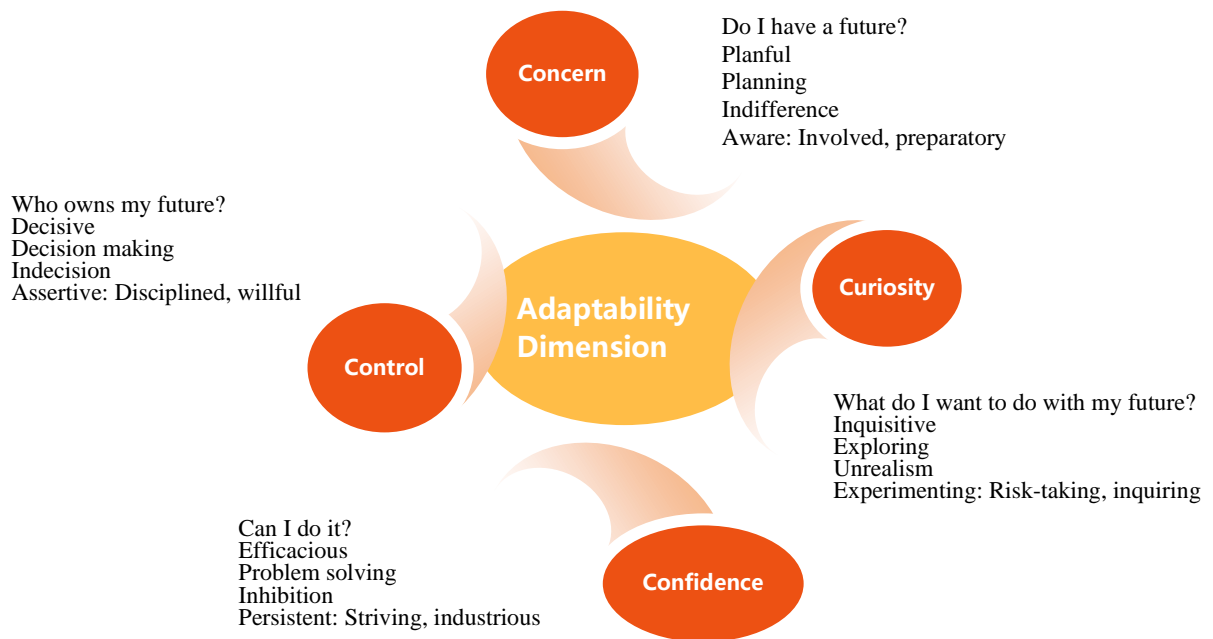 Concern
Do I have a future?
Planful
Planning
Indifference
Aware: Involved, preparatory
Who owns my future?
Decisive
Decision making
Indecision
Assertive: Disciplined, willful
Control
Adaptability
Dimension
Curiosity
What do I want to do with my future?
Inquisitive
Exploring
Unrealism
Experimenting: Risk-taking, inquiring
Can I do it?
Efficacious
Problem solving
Inhibition
Persistent: Striving, industrious
Confidence